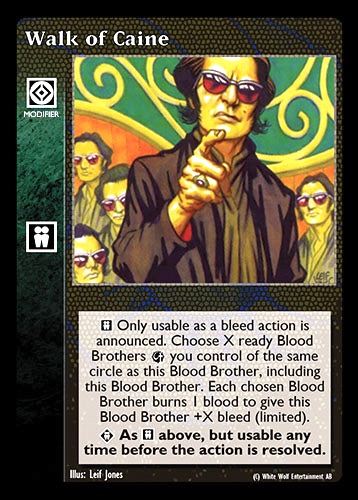 Walk of Caine
MODIFIER
Only usable as a bleed action is
announced. Choose X ready Blood
Brothers you control of the same
circle as this Blood Brother, including
this Blood Brother. Each chosen Blood
Brother burns 1 blood to give this
Blood Brother +X bleed (limited).
As above, but usable any
time before the action is resolved.
Illus: Leif Jones
(C) White Wolf Entertainment AB